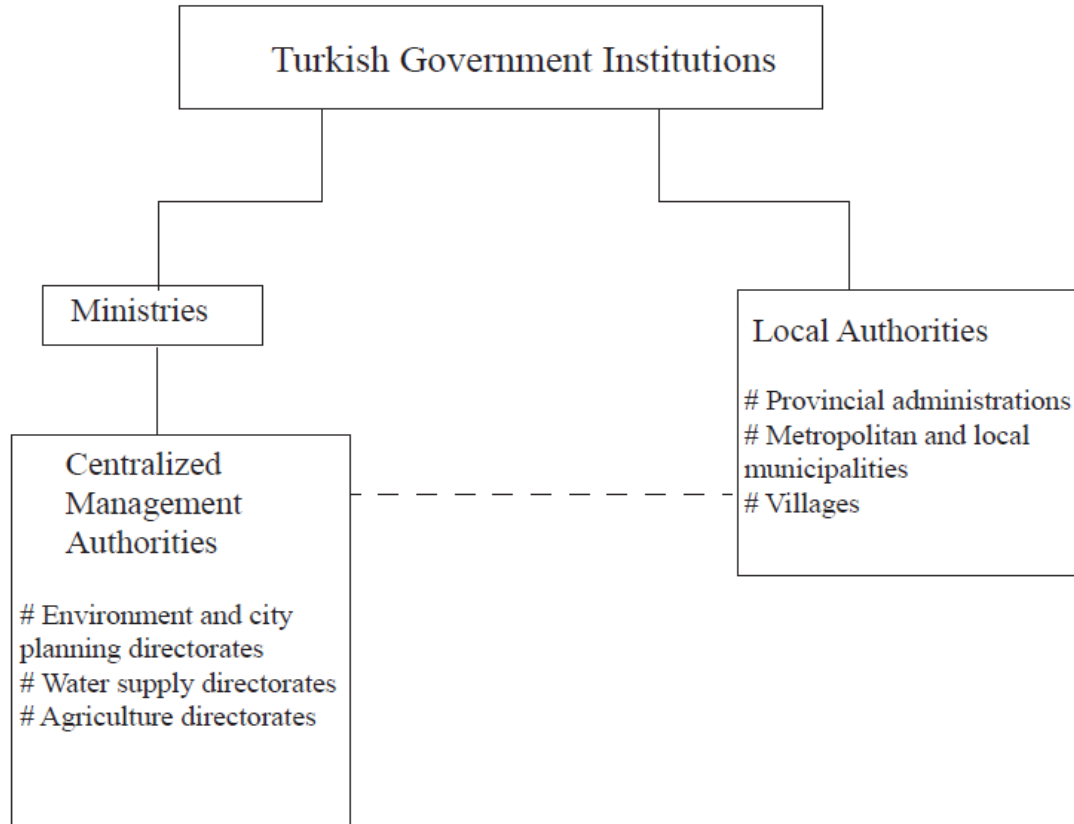 Turkish Government Institutions
Ministries
Centralized
Management
Authorities
# Environment and city
planning directorates
# Water supply directorates
# Agriculture directorates
Local Authorities
# Provincial administrations
# Metropolitan and local
municipalities
# Villages